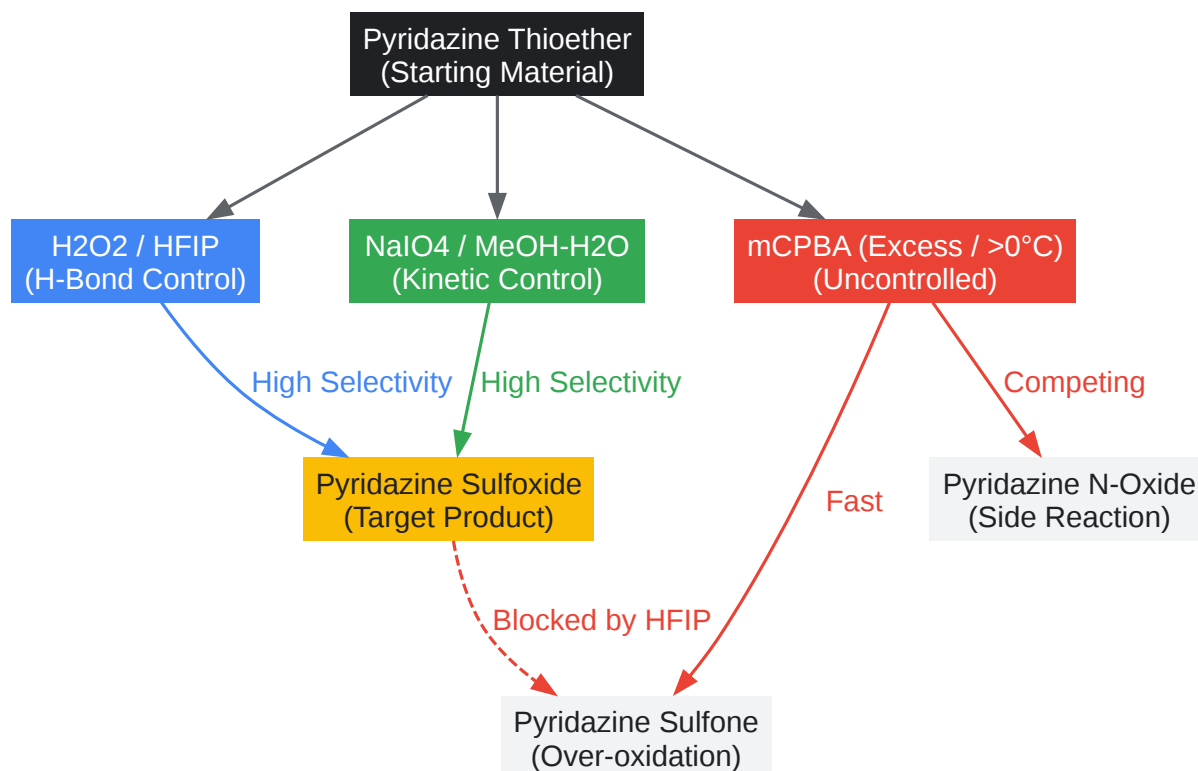 Pyridazine Thioether
(Starting Material)
H2O2 / HFIP
(H-Bond Control)
NaIO4 / MeOH-H2O
(Kinetic Control)
mCPBA (Excess / >0°C)
(Uncontrolled)
High Selectivity
High Selectivity
Competing
Pyridazine Sulfoxide
(Target Product)
Fast
Pyridazine N-Oxide
(Side Reaction)
Blocked by HFIP
Pyridazine Sulfone
(Over-oxidation)